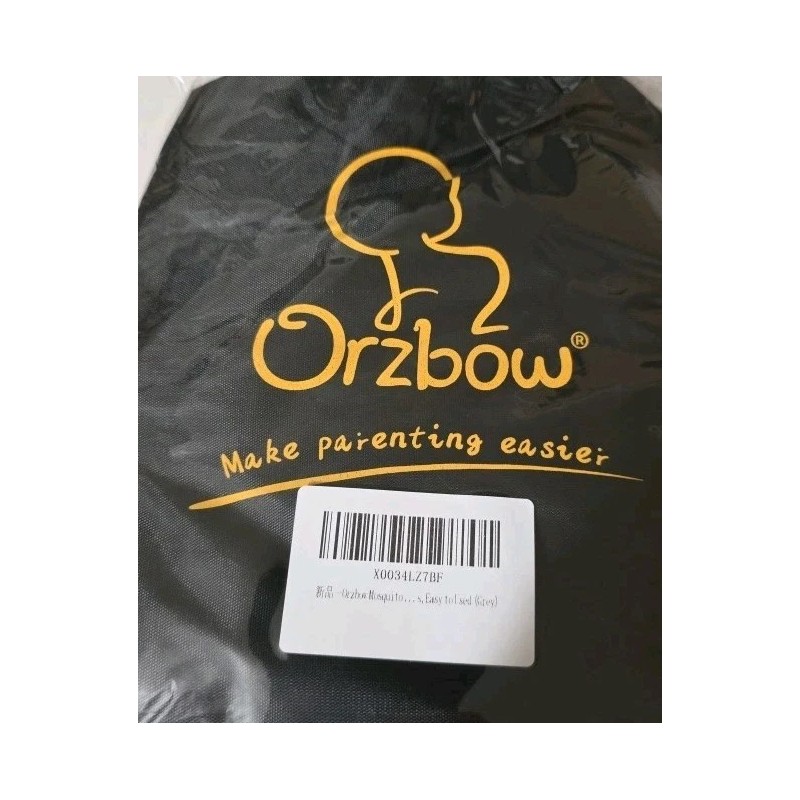 Orzbow®
Make parenting easier
X0034LZ7BF
新品 -Orzbow Mosquito...s,Easy to Used (Grey)